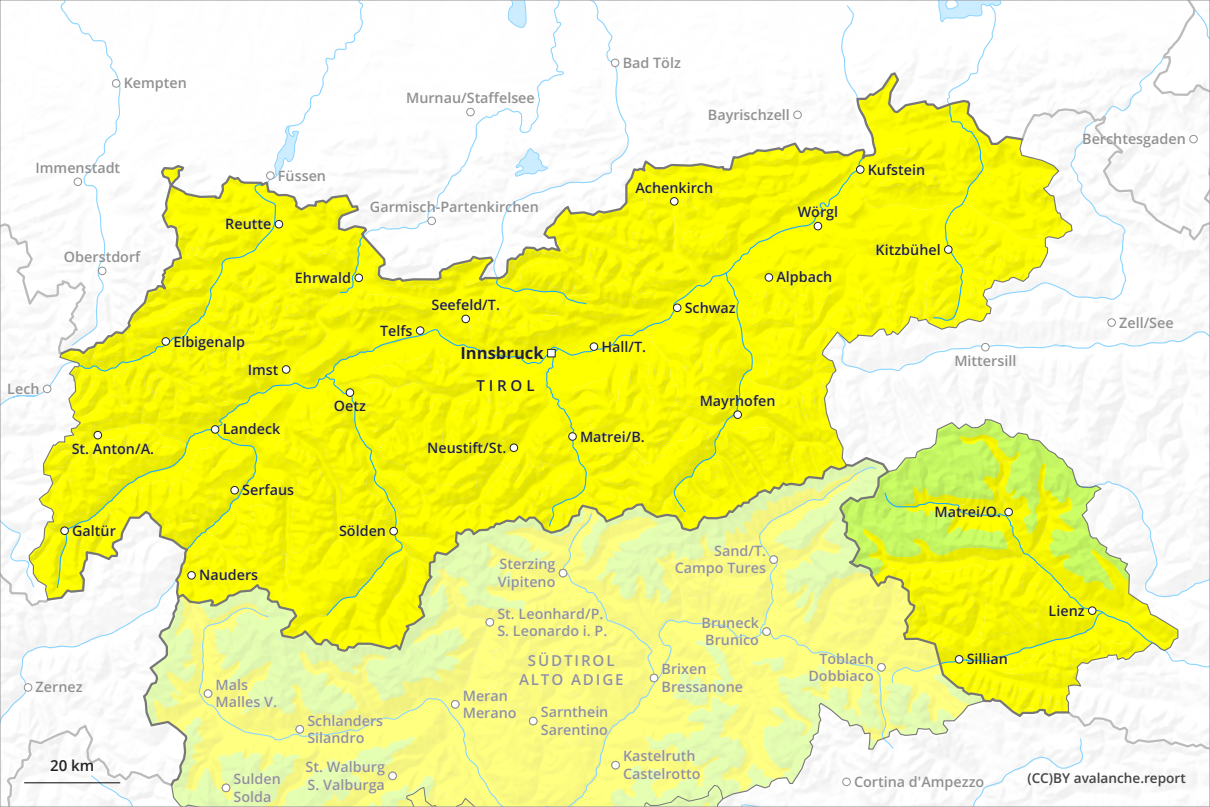 Bad Tölz
Kempten
Murnau/Staffelsee
Bayrischzell
Berchtesgaden
Immenstadt
Füssen
Kufstein
Achenkirch
Garmisch-Partenkirchen
Wörgl
Reutte
Kitzbühel
Oberstdorf
Ehrwald
Alpbach
Seefeld/T.
Schwaz
Zell/See
Telfs
Elbigenalp
Innsbruck
Hall/T.
Mittersill
Imst
TIROL
Lech
Oetz
Mayrhofen
Landeck
Matrei/B.
St. Anton/A.
Neustift/St.
Serfaus
Matrei/O.
Galtür
Sölden
Sand/T.
Campo Tures
Sterzing
Vipiteno
Nauders
Lienz
St. Leonhard/P.
S. Leonardo i. P.
Bruneck
Brunico
SÜDTIROL
ALTO ADIGE
Toblach
Dobbiaco
Sillian
Brixen
Bressanone
Zernez
Mals
Malles V.
Meran
Merano
Sarnthein
Sarentino
Schlanders
Silandro
Kastelruth
Castelrotto
St. Walburg
S. Valburga
20 km
Sulden
Solda
Cortina d'Ampezzo
(CC)BY avalanche.report